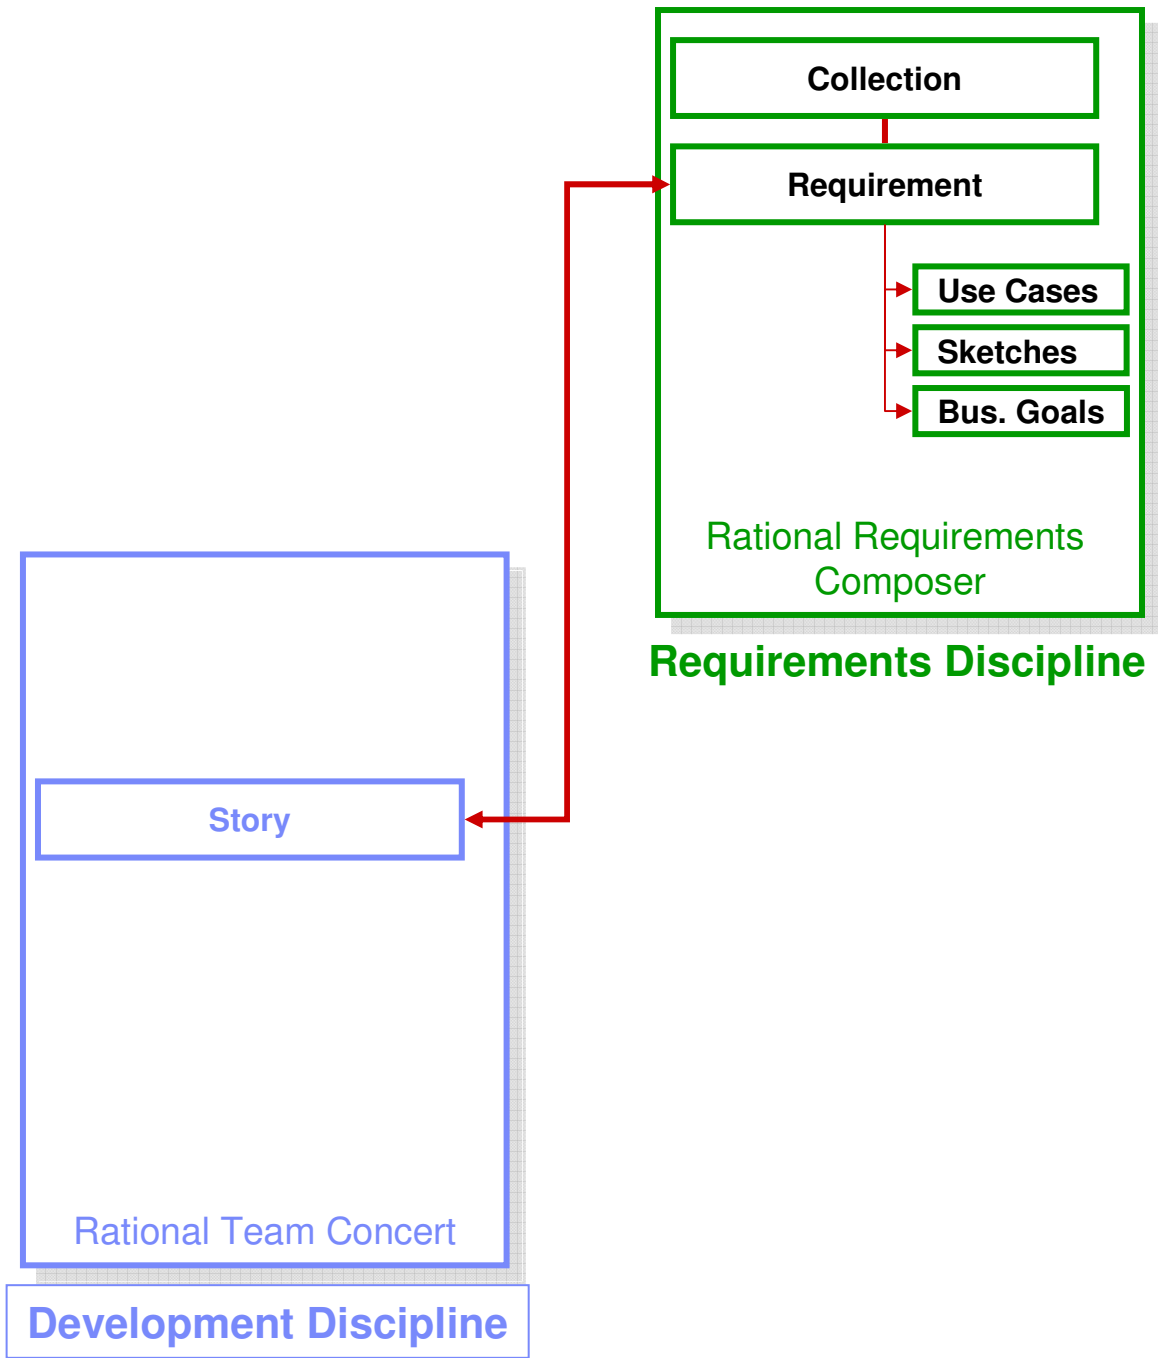 Collection
Requirement
Use Cases
Sketches
Bus. Goals
Rational Requirements
Composer
Requirements Discipline
Story
Rational Team Concert
Development Discipline